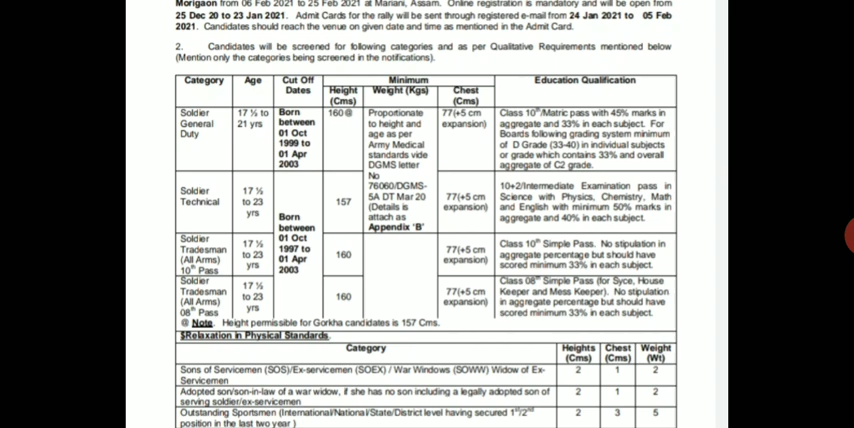 Morigaon from 06 Feb 2021 to 25 Feb 2021 at Mariani, Assam. Online registration is mandatory and will be open from
25 Dec 20 to 23 Jan 2021. Admit Cards for the rally will be sent through registered e-mail from 24 Jan 2021 to 05 Feb
2021. Candidates should reach the venue on given date and time as mentioned in the Admit Card.
2. Candidates will be screened for following categories and as per Qualitative Requirements mentioned below
(Mention only the categories being screened in the notifications).
Category Age Cut Off Dates Minimum Education Qualification
Height (Cms) Weight (Kgs) Chest (Cms)
Soldier
General
Duty
17 ½ to
21 yrs
Born
between
01 Oct
1999 to
01 Apr
2003
160@
Proportionate
to height and
age as per
Army Medical
standards vide
DGMS letter
No
76060/DGMS-
5A DT Mar 20
(Details is
attach as
Appendix 'B'
77(+5 cm
expansion)
Class 10th/Matric pass with 45% marks in
aggregate and 33% in each subject. For
Boards following grading system minimum
of D Grade (33-40) in individual subjects
or grade which contains 33% and overall
aggregate of C2 grade.
Soldier
Technical
17 ½
to 23
yrs
Born
between
01 Oct
1997 to
01 Apr
2003
157
77(+5 cm
expansion)
10+2/Intermediate Examination pass in
Science with Physics, Chemistry, Math
and English with minimum 50% marks in
aggregate and 40% in each subject.
Soldier
Tradesman
(All Arms)
10th Pass
17 ½
to 23
yrs
160
77(+5 cm
expansion)
Class 10th Simple Pass. No stipulation in
aggregate percentage but should have
scored minimum 33% in each subject.
Soldier
Tradesman
(All Arms)
08th Pass
17 ½
to 23
yrs
160
77(+5 cm
expansion)
Class 08th Simple Pass (for Syce, House
Keeper and Mess Keeper). No stipulation
in aggregate percentage but should have
scored minimum 33% in each subject.
@ Note. Height permissible for Gorkha candidates is 157 Cms.
$Relaxation in Physical Standards.
Category Heights (Cms) Chest (Cms) Weight (Wt)
Sons of Servicemen (SOS)/Ex-servicemen (SOEX) / War Windows (SOWW) Widow of Ex-
Servicemen 2 1 2
Adopted son/son-in-law of a war widow, if she has no son including a legally adopted son of
serving soldier/ex-servicemen 2 1 2
Outstanding Sportsmen (International/National/State/District level having secured 1st/2nd
position in the last two year ) 2 3 5